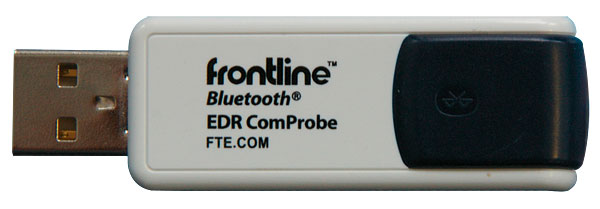 frontline™
Bluetooth®
EDR ComProbe
FTE.COM